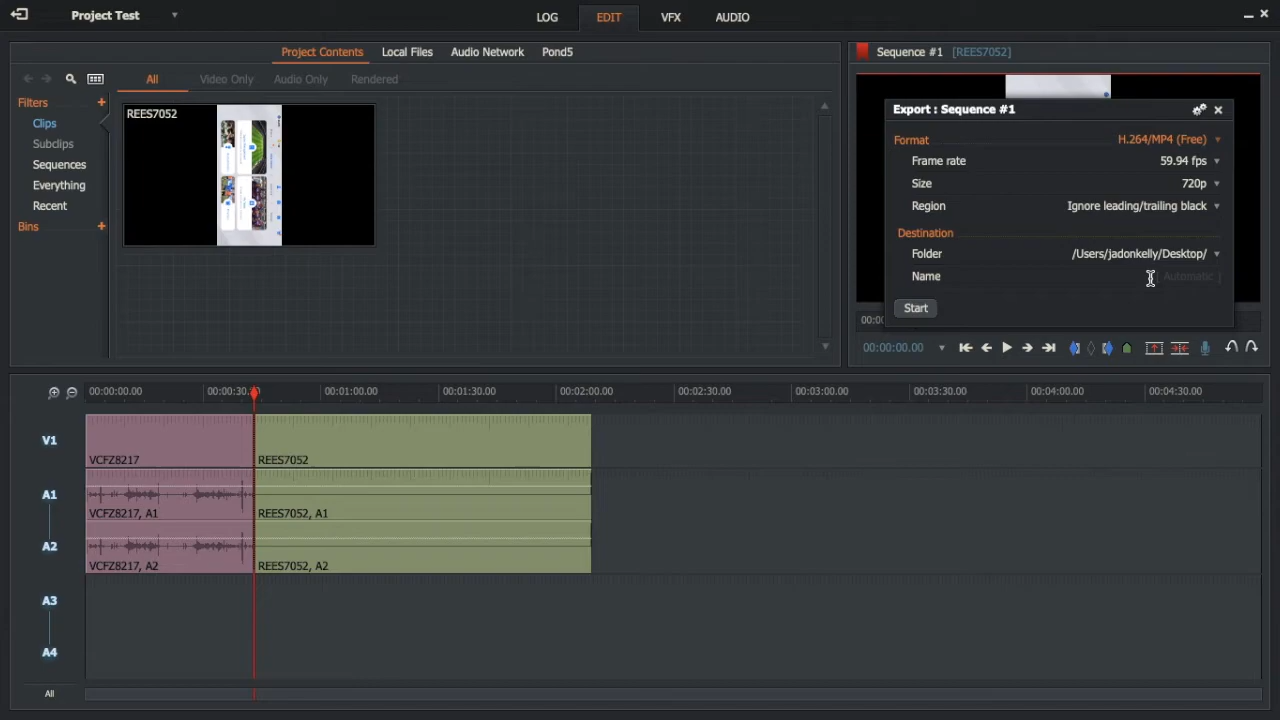 Project Test
LOG
EDIT
VFX
AUDIO
Project Contents
Local Files
Audio Network
Pond5
Sequence #1 [REES7052]
All
Video Only
Audio Only
Rendered
Filters +
Clips
Subclips
Sequences
Everything
Recent
Bins +
REES7052
Export : Sequence #1
Format H.264/MP4 (Free)
Frame rate 59.94 fps
Size 720p
Region Ignore leading/trailing black
Destination
Folder /Users/jadonkelly/Desktop/
Name Automatic ]
Start
00:00:00.00
00:00:00.00 00:00:30. 00:01:00.00 00:01:30.00 00:02:00.00 00:02:30.00 00:03:00.00 00:03:30.00 00:04:00.00 00:04:30.00
V1
VCFZ8217 REES7052
A1
VCFZ8217, A1 REES7052, A1
A2
VCFZ8217, A2 REES7052, A2
A3
A4
All